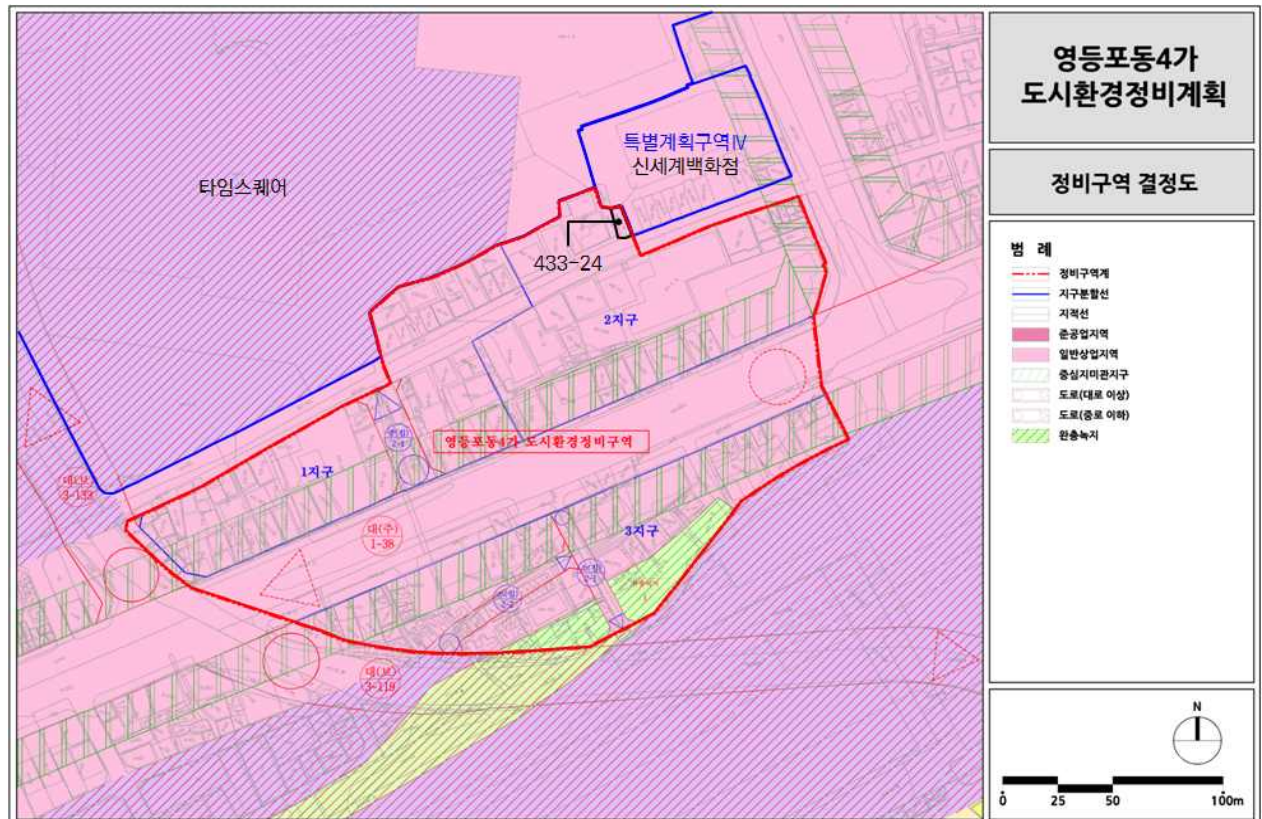 영등포동4가
도시환경정비계획
정비구역 결정도
범 례
정비구역계
지구분할선
지적선
준공업지역
일반상업지역
중심지미관지구
도로(대로 이상)
도로(중로 이하)
완충녹지
N
0 25 50 100m
타임스퀘어
특별계획구역Ⅳ
신세계백화점
433-24
2지구
영등포동4가 도시환경정비구역
1지구
대(보)
3-133
대(주)
1-38
3지구
대(보)
3-119